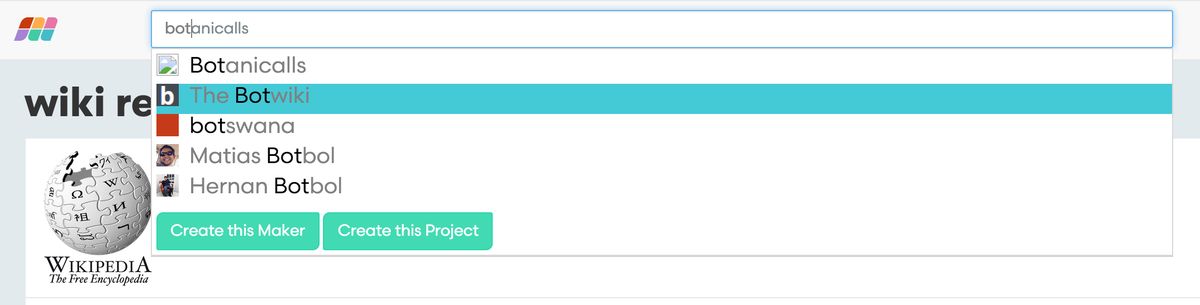 botanicalls
Botanicalls
The Botwiki
botswana
Matias Botbol
Hernan Botbol
Create this Maker Create this Project
wiki re
Ω W И 祖
WIKIPEDIA
The Free Encyclopedia